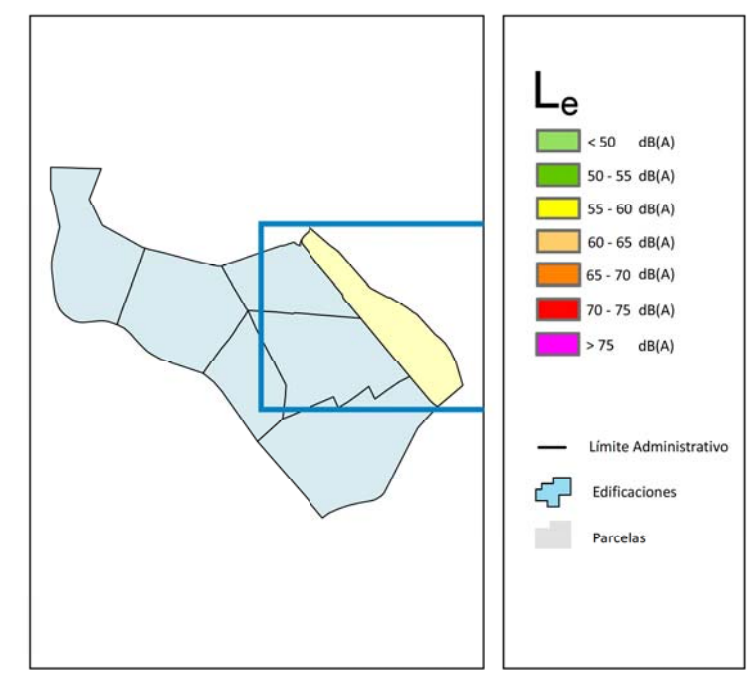 Le
< 50 dB(A)
50 - 55 dB(A)
55 - 60 dB(A)
60 - 65 dB(A)
65 - 70 dB(A)
70 - 75 dB(A)
> 75 dB(A)
Límite Administrativo
Edificaciones
Parcelas